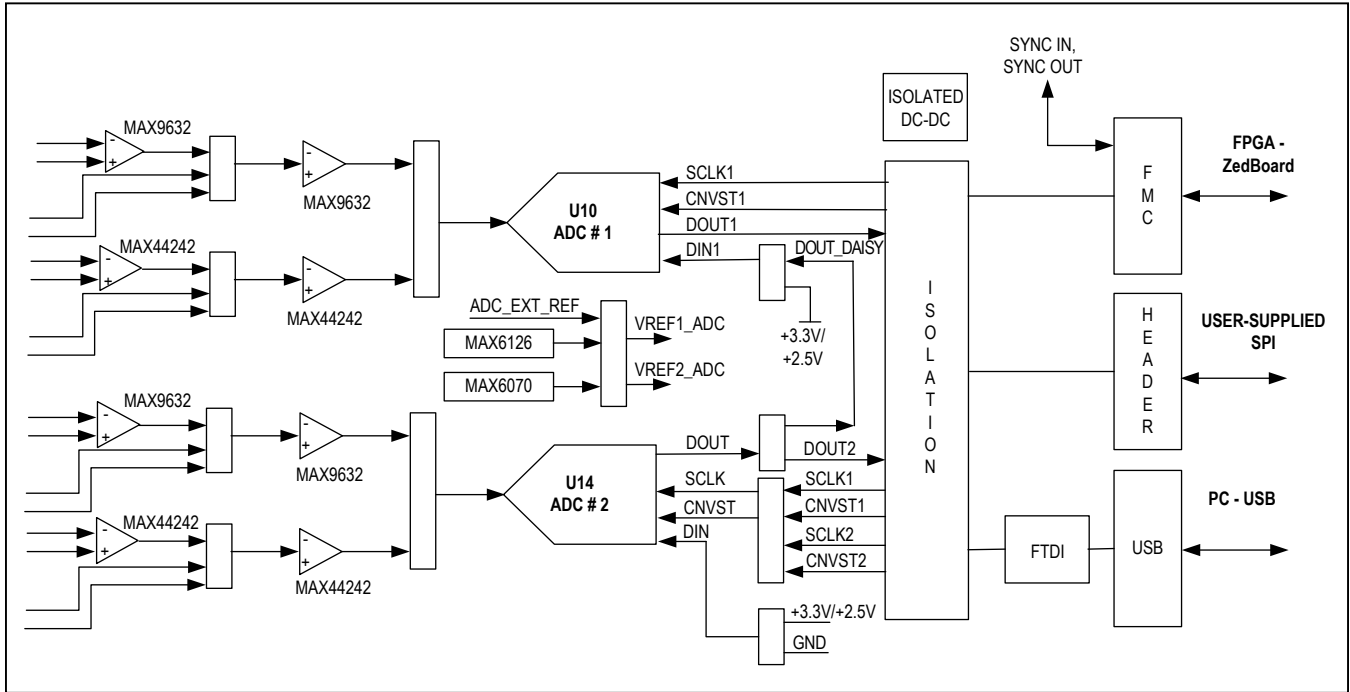 SYNC IN,
SYNC OUT
ISOLATED
DC-DC
MAX9632
-
+
-
+
MAX9632
MAX44242
-
+
-
+
MAX44242
U10
ADC # 1
SCLK1
CNVST1
DOUT1
DIN1
DOUT_DAISY
+3.3V/
+2.5V
ADC_EXT_REF
MAX6126
MAX6070
VREF1_ADC
VREF2_ADC
MAX9632
-
+
-
+
MAX9632
MAX44242
-
+
-
+
MAX44242
U14
ADC # 2
DOUT
SCLK
CNVST
DIN
DOUT2
SCLK1
CNVST1
SCLK2
CNVST2
+3.3V/+2.5V
GND
ISOLATION
FMC
FPGA -
ZedBoard
HEADER
USER-SUPPLIED
SPI
FTDI
USB
PC - USB